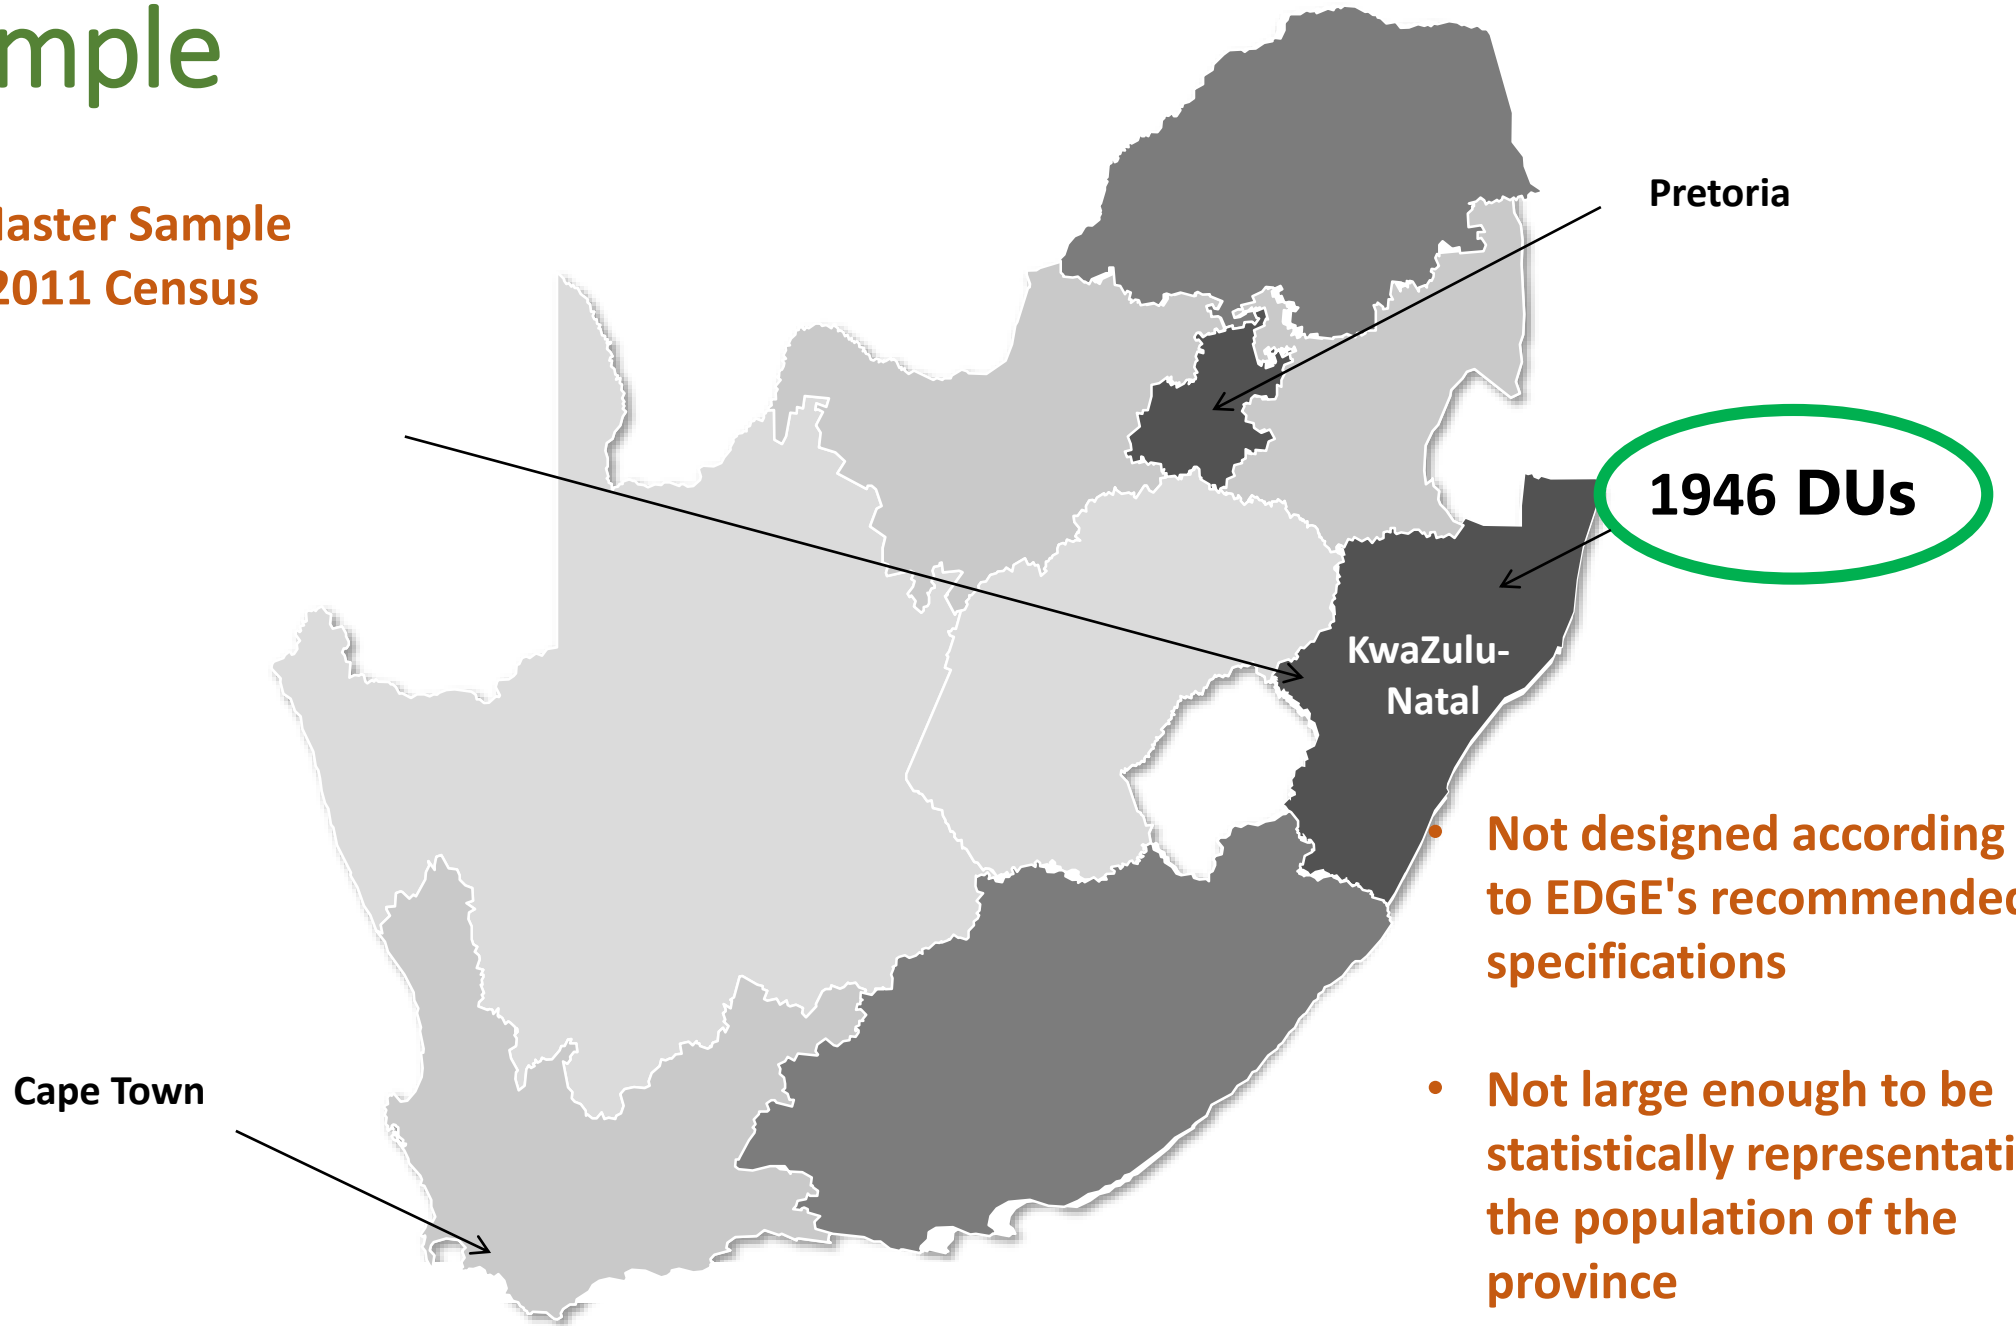 mple
Master Sample
2011 Census
Pretoria
1946 DUs
KwaZulu-
Natal
• Not designed according
to EDGE's recommended
specifications
Cape Town
• Not large enough to be
statistically representati
the population of the
province